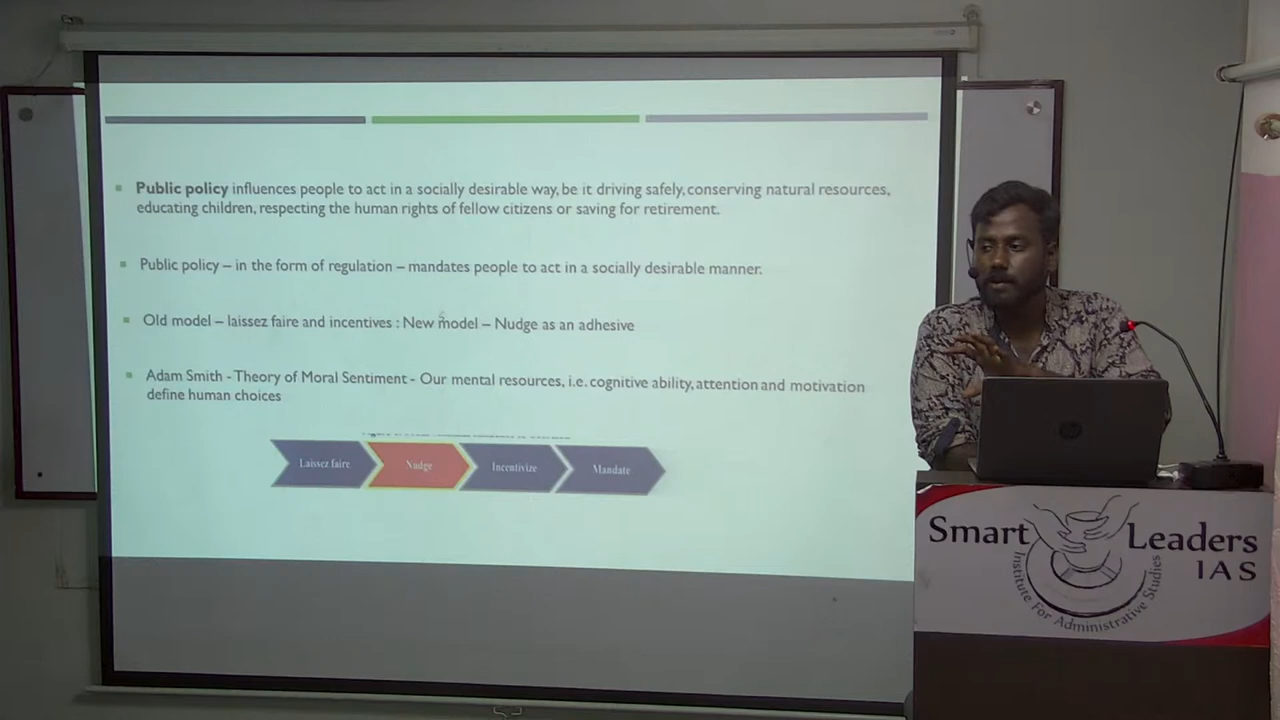 Public policy influences people to act in a socially desirable way, be it driving safely, conserving natural resources,
educating children, respecting the human rights of fellow citizens or saving for retirement.
Public policy – in the form of regulation – mandates people to act in a socially desirable manner.
Old model – laissez faire and incentives : New model – Nudge as an adhesive
Adam Smith - Theory of Moral Sentiment - Our mental resources, i.e. cognitive ability, attention and motivation
define human choices
Laissez faire
Nudge
Incentivize
Mandate
Smart Leaders
IAS
Institute For Administrative Studies
hp